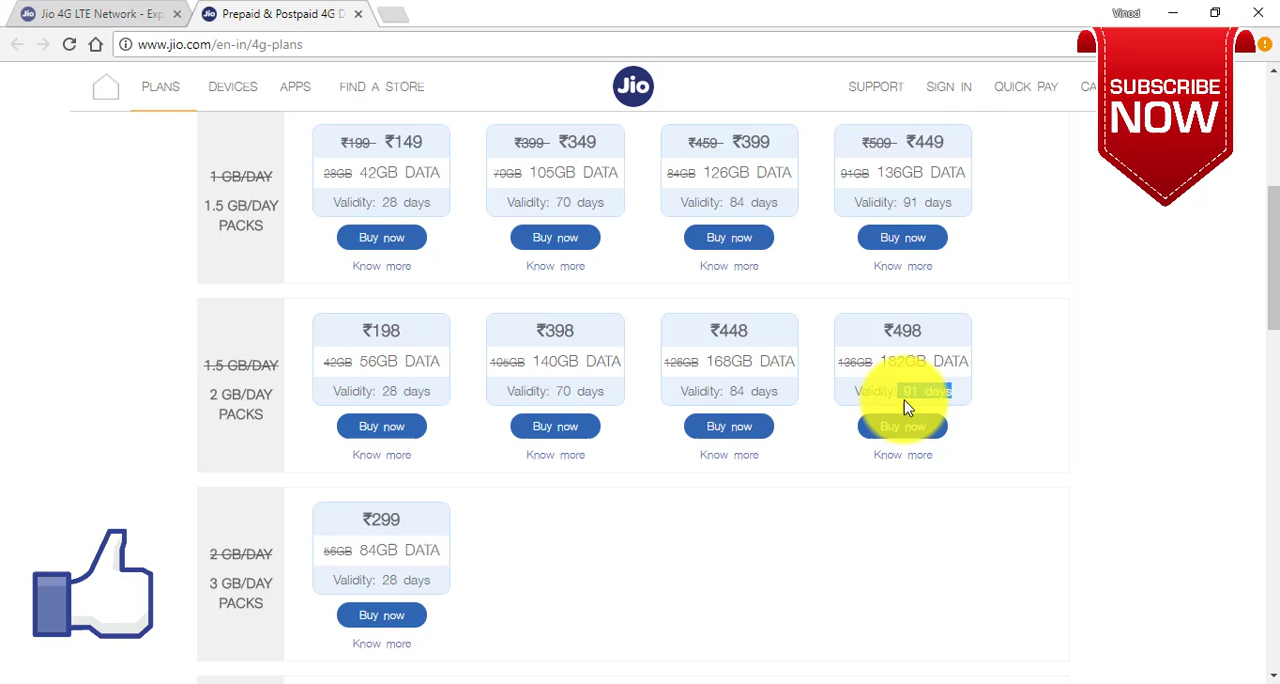 Jio 4G LTE Network - Exp
Prepaid & Postpaid 4G D
Vinod
www.jio.com/en-in/4g-plans
PLANS DEVICES APPS FIND A STORE Jio SUPPORT SIGN IN QUICK PAY CA
SUBSCRIBE
NOW
1 GB/DAY
1.5 GB/DAY
PACKS
₹199 ₹149
28GB 42GB DATA
Validity: 28 days
Buy now
Know more
₹399 ₹349
70GB 105GB DATA
Validity: 70 days
Buy now
Know more
₹459 ₹399
84GB 126GB DATA
Validity: 84 days
Buy now
Know more
₹509 ₹449
91GB 136GB DATA
Validity: 91 days
Buy now
Know more
1.5 GB/DAY
2 GB/DAY
PACKS
₹198
42GB 56GB DATA
Validity: 28 days
Buy now
Know more
₹398
105GB 140GB DATA
Validity: 70 days
Buy now
Know more
₹448
126GB 168GB DATA
Validity: 84 days
Buy now
Know more
₹498
136GB 182GB DATA
Validity: 91 days
Buy now
Know more
2 GB/DAY
3 GB/DAY
PACKS
₹299
56GB 84GB DATA
Validity: 28 days
Buy now
Know more